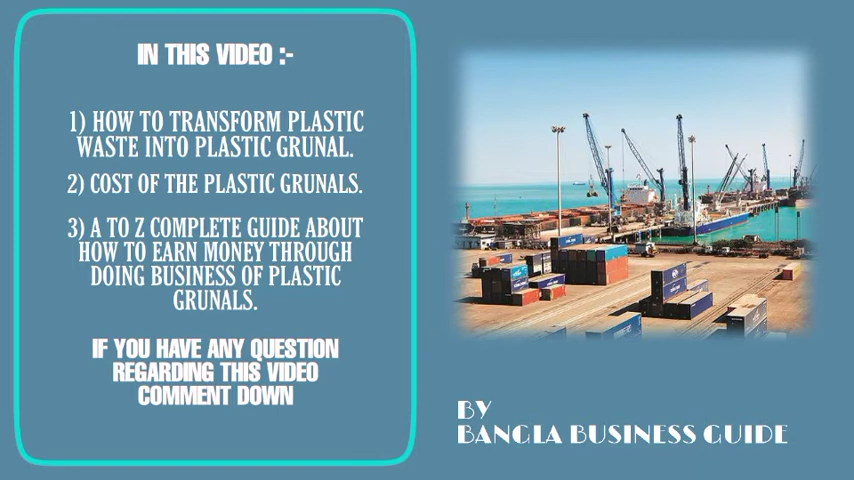 IN THIS VIDEO :-
1) HOW TO TRANSFORM PLASTIC
WASTE INTO PLASTIC GRUNAL.
2) COST OF THE PLASTIC GRUNALS.
3) A TO Z COMPLETE GUIDE ABOUT
HOW TO EARN MONEY THROUGH
DOING BUSINESS OF PLASTIC
GRUNALS.
IF YOU HAVE ANY QUESTION
REGARDING THIS VIDEO
COMMENT DOWN
BY
BANGLA BUSINESS GUIDE